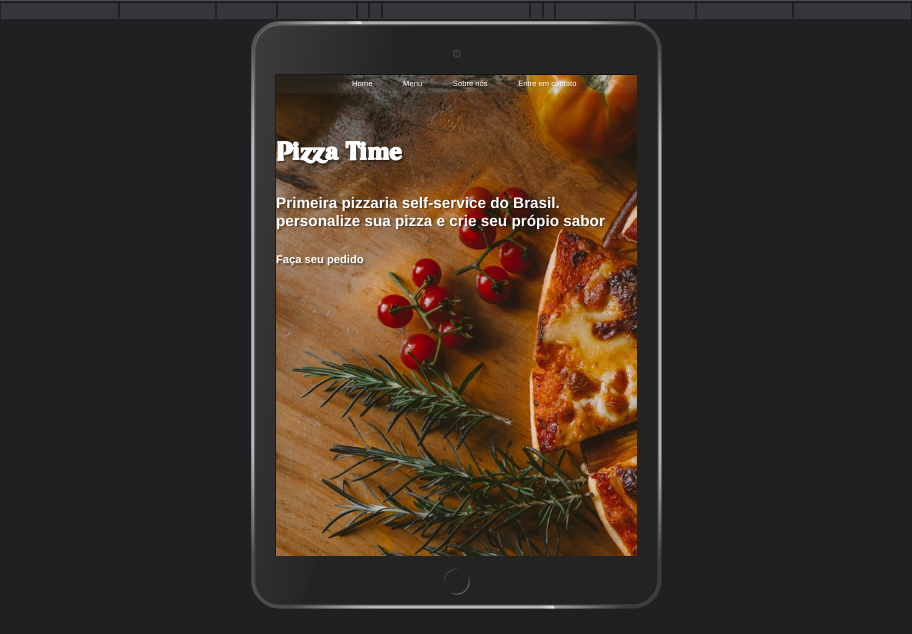 Home Menu Sobre nós Entre em contato
Pizza Time
Primeira pizzaria self-service do Brasil.
personalize sua pizza e crie seu própio sabor
Faça seu pedido